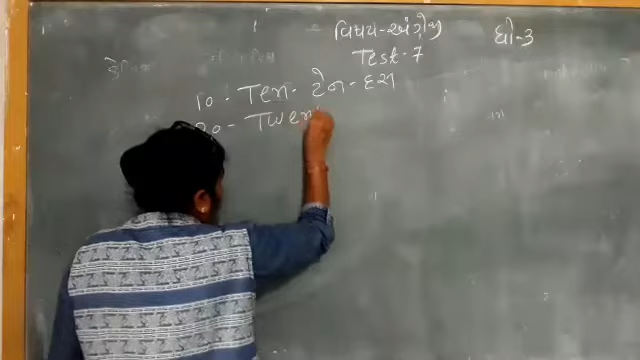 વિષય-અંગ્રેજી ધો-3
Test-7
10 - Ten - ટેન - દસ
20 - Twen